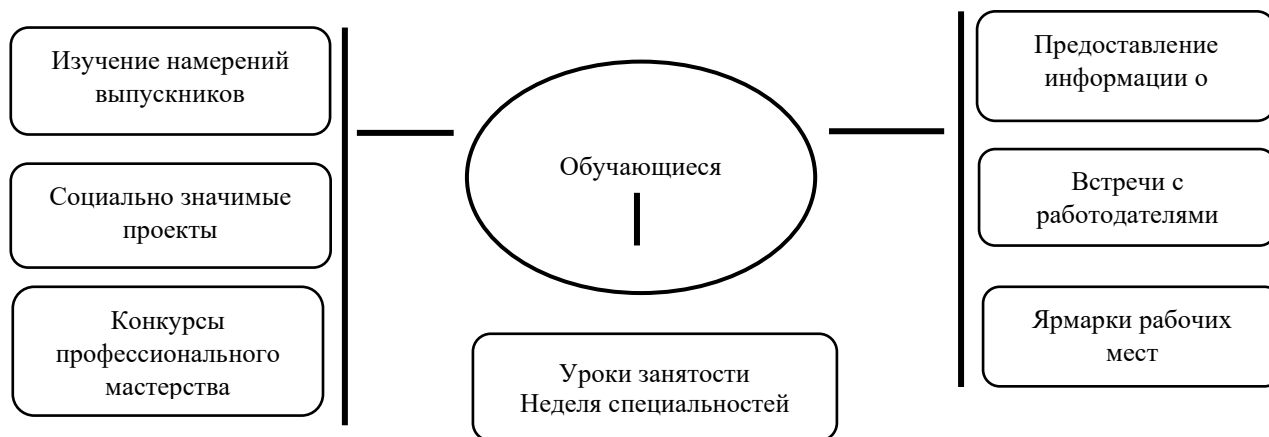 Изучение намерений
выпускников
Социально значимые
проекты
Конкурсы
профессионального
мастерства
Обучающиеся
Уроки занятости
Неделя специальностей
Предоставление
информации о
Встречи с
работодателями
Ярмарки рабочих
мест